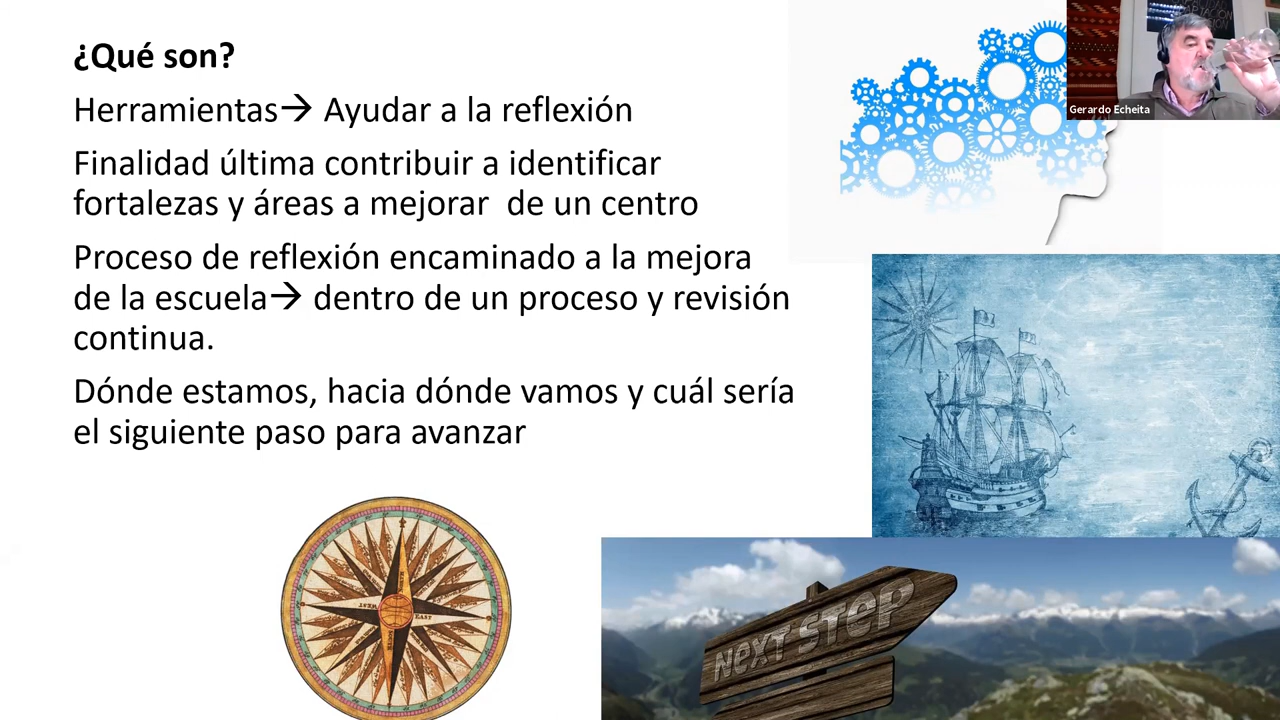 ¿Qué son?
Herramientas→ Ayudar a la reflexión
Finalidad última contribuir a identificar
fortalezas y áreas a mejorar de un centro
Proceso de reflexión encaminado a la mejora
de la escuela→ dentro de un proceso y revisión
continua.
Dónde estamos, hacia dónde vamos y cuál sería
el siguiente paso para avanzar
Gerardo Echeita
EAST
WEST
NEXT STEP